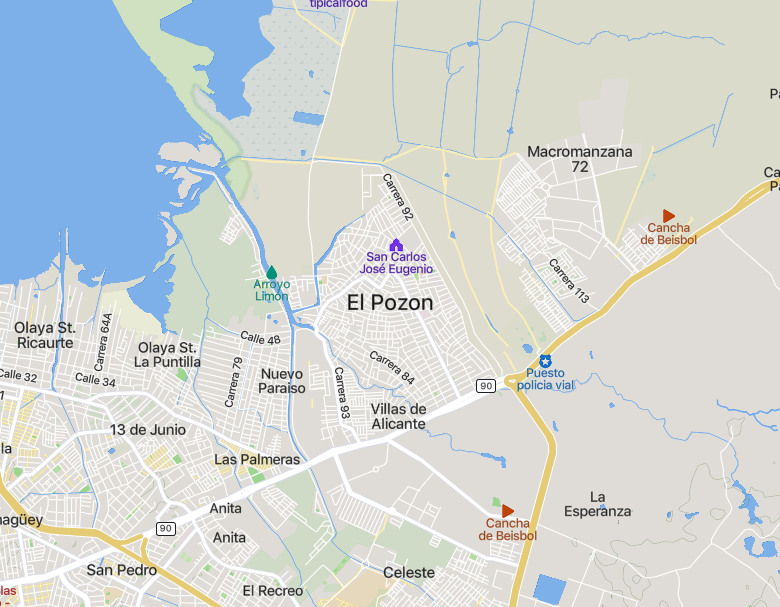 tipicalfood
Macromanzana
72
Carrera 92
Cancha
de Beisbol
San Carlos
José Eugenio
Arroyo
Limón
Carrera 113
El Pozon
Olaya St.
Ricaurte
Carrera 64A
Olaya St.
La Puntilla
Calle 48
Carrera 79
Calle 32
Calle 34
Nuevo
Paraiso
Carrera 93
Carrera 84
Puesto
policia vial
90
Villas de
Alicante
13 de Junio
Las Palmeras
La
Esperanza
Anita
90
Anita
Cancha
de Beisbol
San Pedro
Celeste
El Recreo